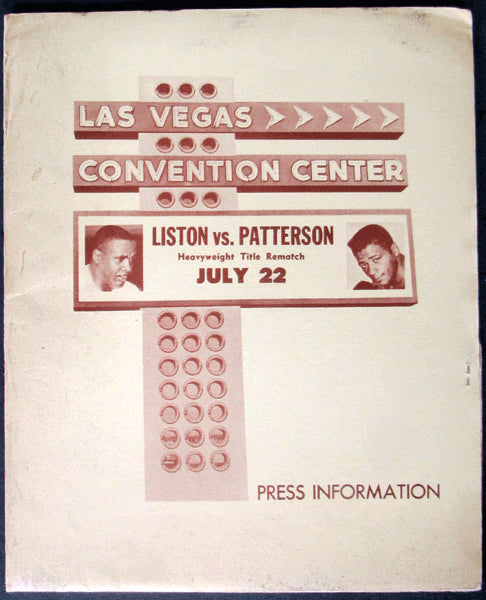 LAS VEGAS
CONVENTION CENTER
LISTON vs. PATTERSON
Heavyweight Title Rematch
JULY 22
PRESS INFORMATION